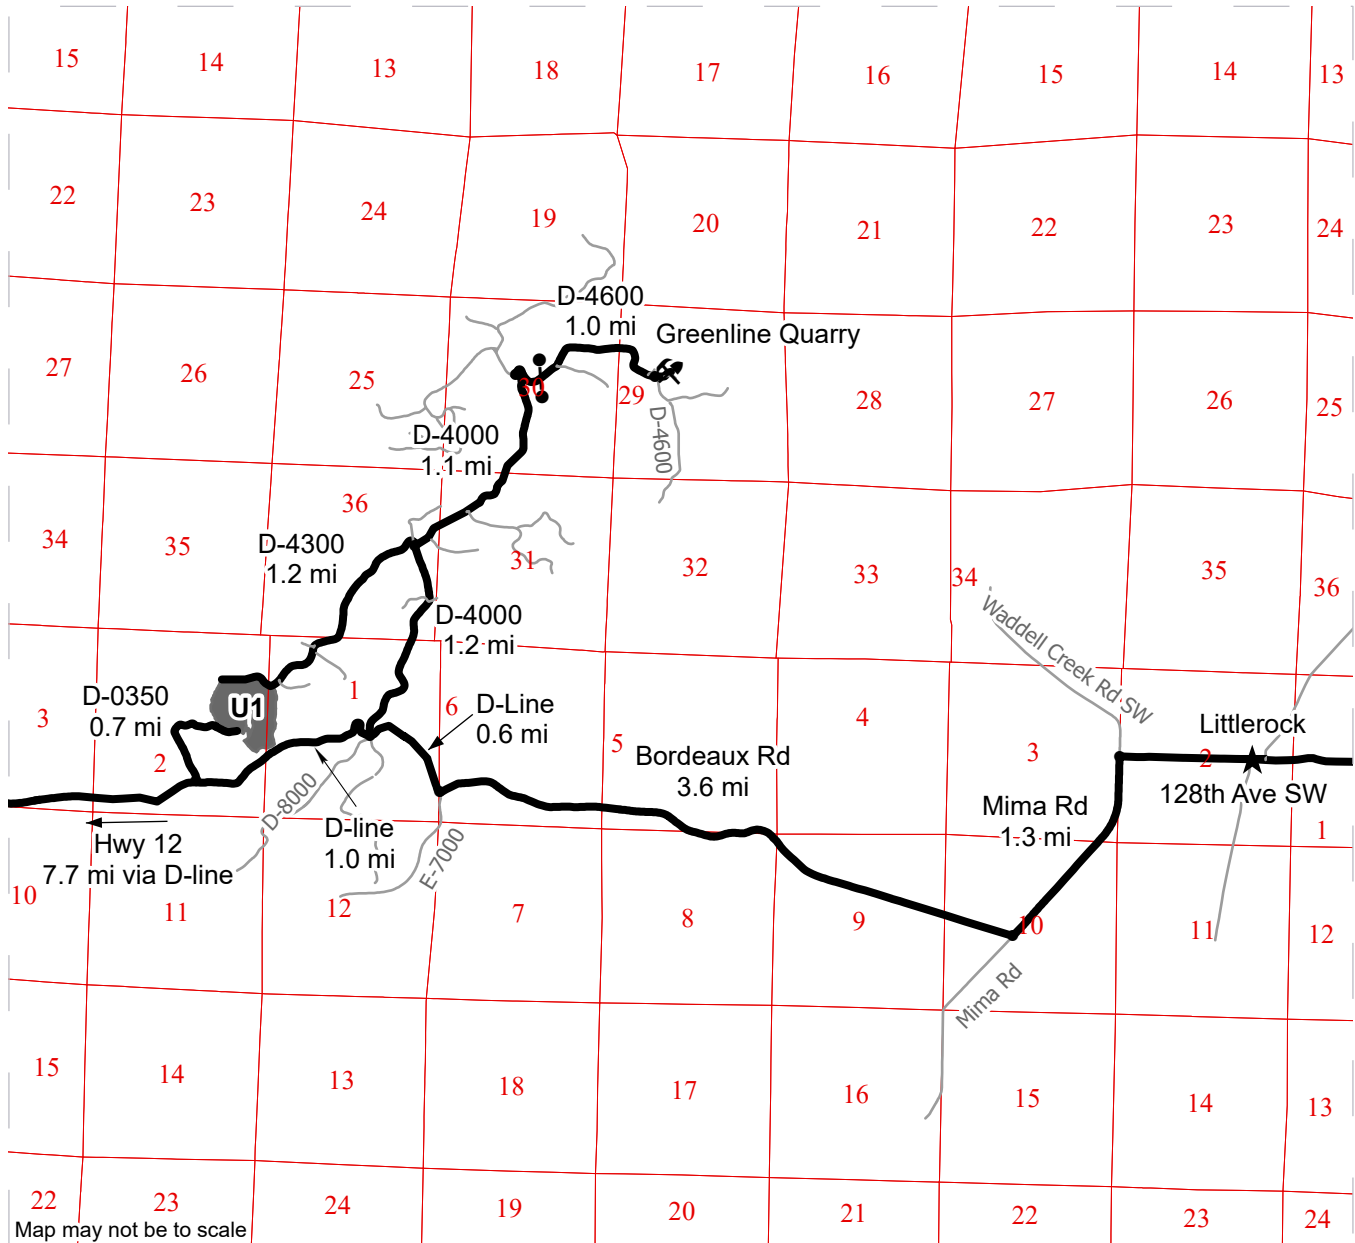 15 14 13 18 17 16 15 14 13
22 23 24 19 20 21 22 23 24
D-4600
1.0 mi
Greenline Quarry
27 26 25 30 29 28 27 26 25
D-4600
D-4000
1.1 mi
34 35 36 31 32 33 34 35 36
D-4300
1.2 mi
D-4000
1.2 mi
Waddell Creek Rd SW
3 2 1 6 5 4 3 2 1
D-0350
0.7 mi
U1
D-Line
0.6 mi
Littlerock
Bordeaux Rd
3.6 mi
128th Ave SW
Mima Rd
1.3 mi
D-8000
D-line
1.0 mi
E-7000
Hwy 12
7.7 mi via D-line
10 11 12 7 8 9 10 11 12
Mima Rd
15 14 13 18 17 16 15 14 13
22 23 24 19 20 21 22 23 24
Map may not be to scale